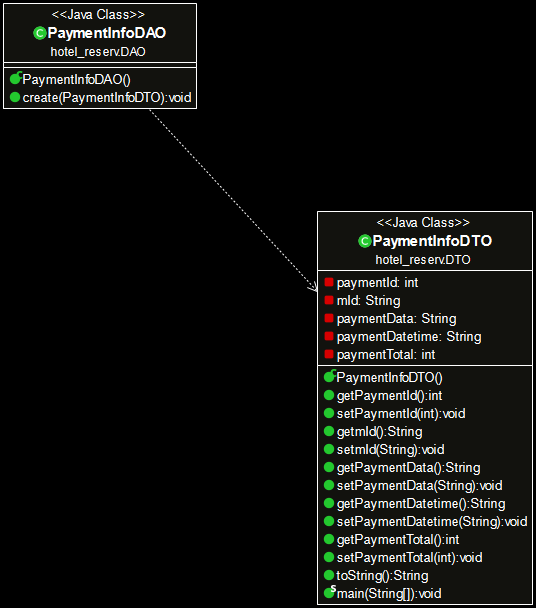 <<Java Class>>
PaymentInfoDAO
hotel_reserv.DAO
PaymentInfoDAO()
create(PaymentInfoDTO):void
<<Java Class>>
PaymentInfoDTO
hotel_reserv.DTO
paymentId: int
mId: String
paymentData: String
paymentDatetime: String
paymentTotal: int
PaymentInfoDTO()
getPaymentId():int
setPaymentId(int):void
getmId():String
setmId(String):void
getPaymentData():String
setPaymentData(String):void
getPaymentDatetime():String
setPaymentDatetime(String):void
getPaymentTotal():int
setPaymentTotal(int):void
toString():String
main(String[]):void